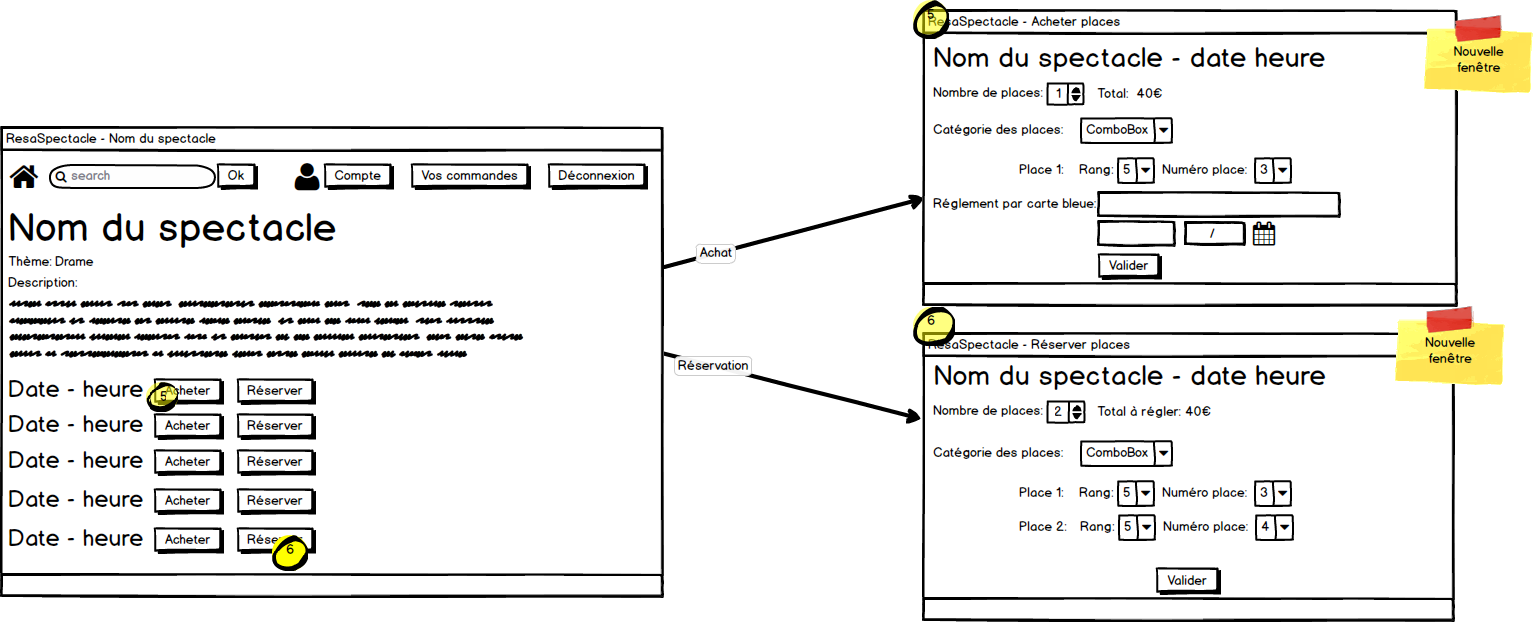 ResaSpectacle - Nom du spectacle
search
Ok
Compte
Vos commandes
Déconnexion
Nom du spectacle
Thème: Drame
Description:
Date - heure Acheter Réserver
5
Date - heure Acheter Réserver
Date - heure Acheter Réserver
Date - heure Acheter Réserver
Date - heure Acheter Réserver
6
Achat
Réservation
5
ResaSpectacle - Acheter places
Nouvelle
fenêtre
Nom du spectacle - date heure
Nombre de places: 1 Total: 40€
Catégorie des places: ComboBox
Place 1: Rang: 5 Numéro place: 3
Réglement par carte bleue:
/
Valider
6
ResaSpectacle - Réserver places
Nouvelle
fenêtre
Nom du spectacle - date heure
Nombre de places: 2 Total à régler: 40€
Catégorie des places: ComboBox
Place 1: Rang: 5 Numéro place: 3
Place 2: Rang: 5 Numéro place: 4
Valider